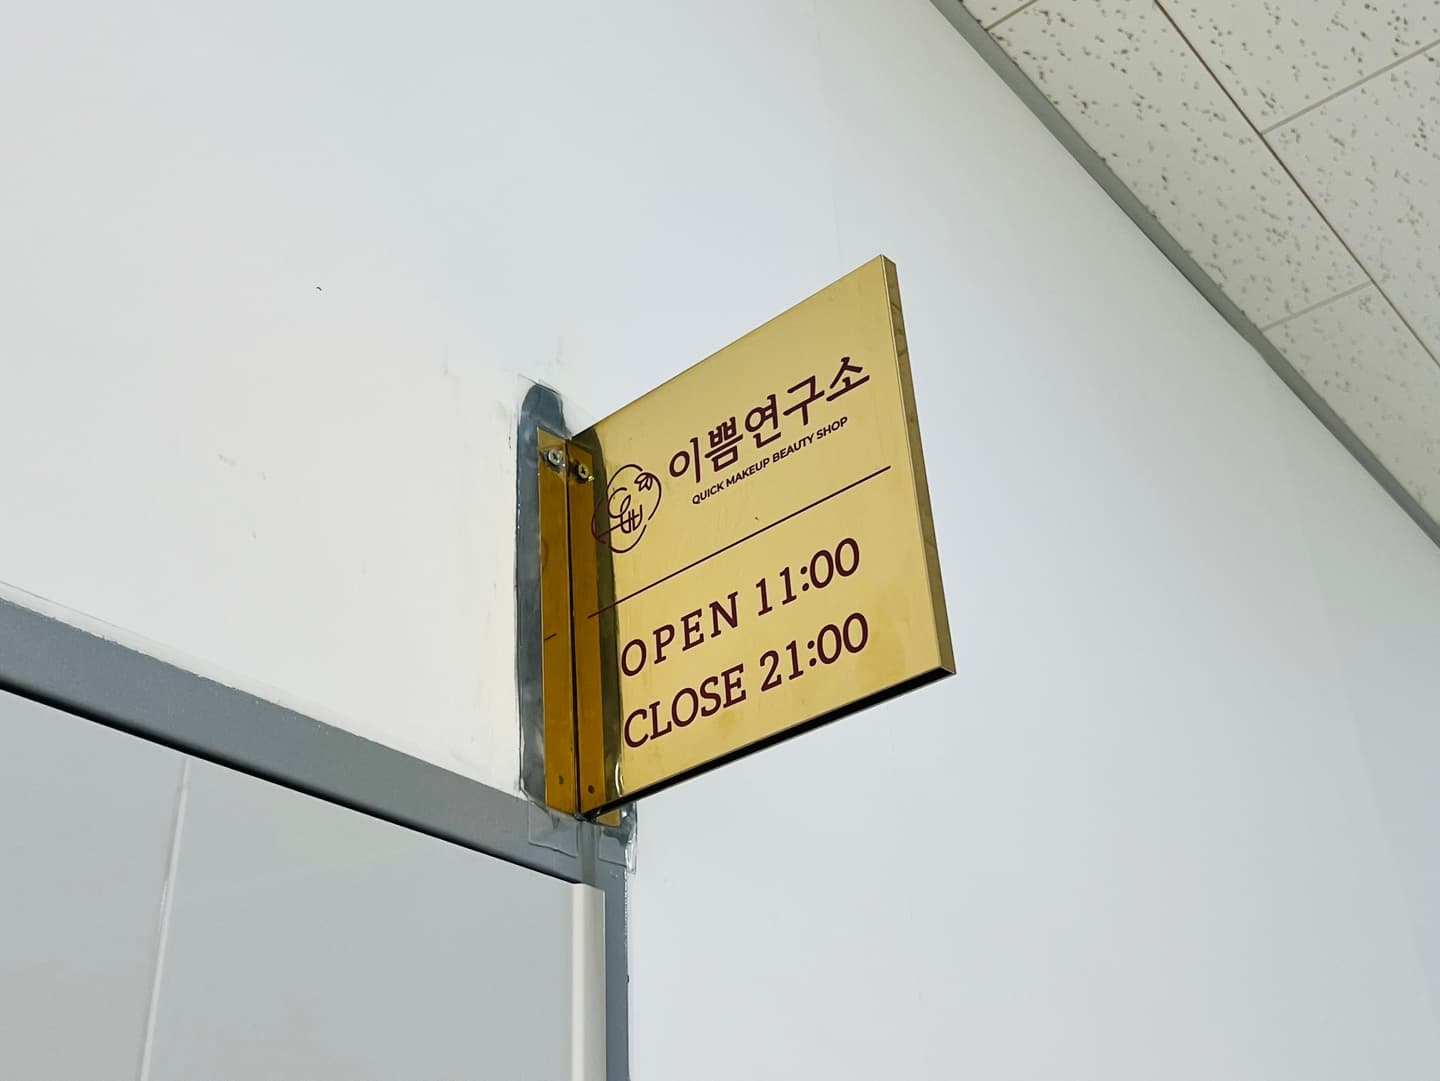 이쁨연구소
QUICK MAKEUP BEAUTY SHOP
OPEN 11:00
CLOSE 21:00